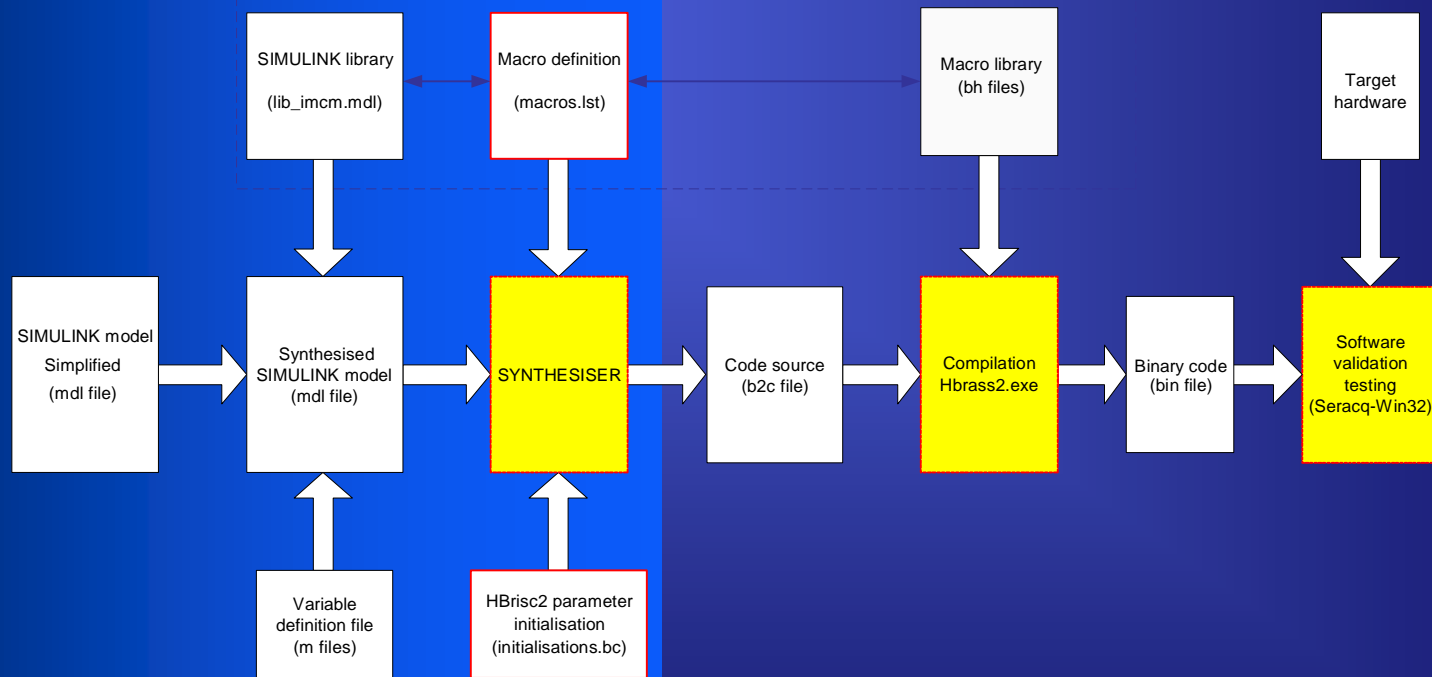 SIMULINK library
(lib_imcm.mdl)
Macro definition
(macros.lst)
Macro library
(bh files)
Target
hardware
SIMULINK model
Simplified
(mdl file)
Synthesised
SIMULINK model
(mdl file)
SYNTHESISER
Code source
(b2c file)
Compilation
Hbrass2.exe
Binary code
(bin file)
Software
validation
testing
(Seracq-Win32)
Variable
definition file
(m files)
HBrisc2 parameter
initialisation
(initialisations.bc)